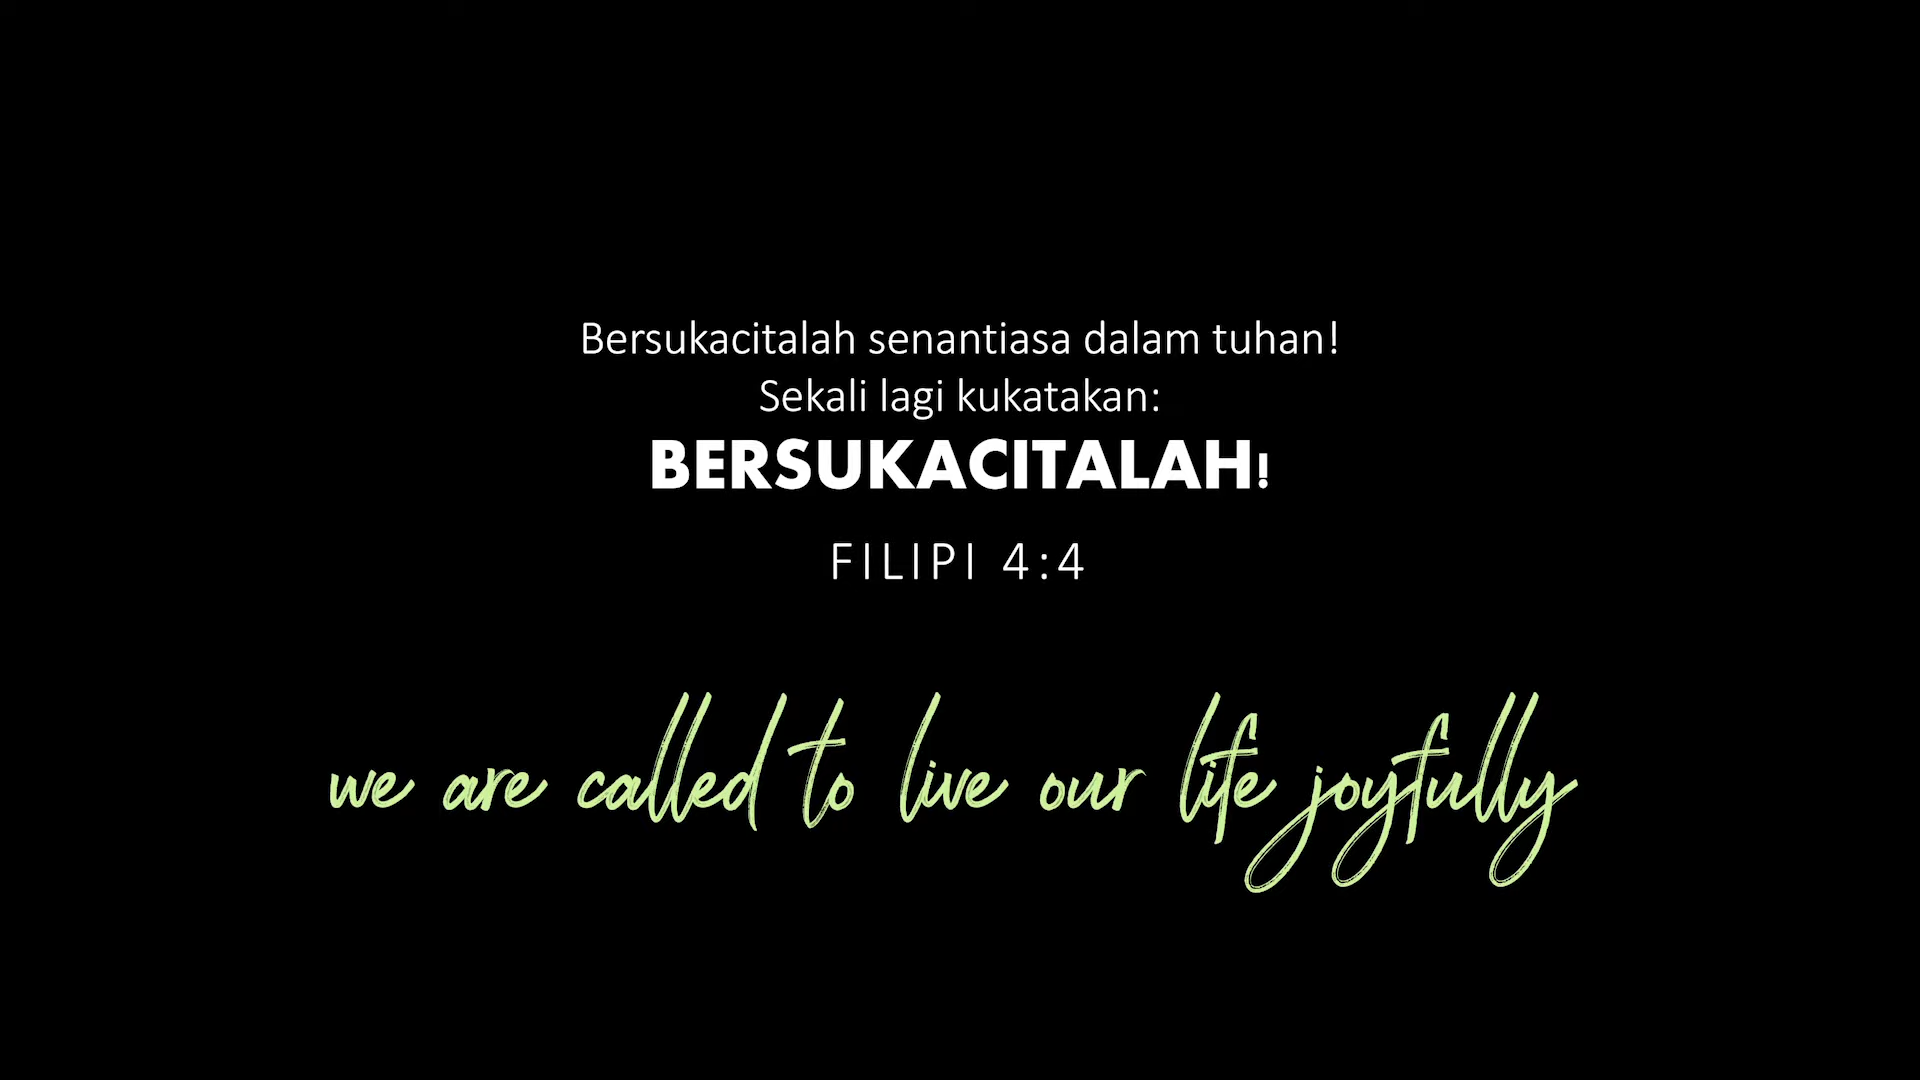 Bersukacitalah senantiasa dalam tuhan!
Sekali lagi kukatakan:
BERSUKACITALAH!
FILIPI 4:4
we are called to live our life joyfully